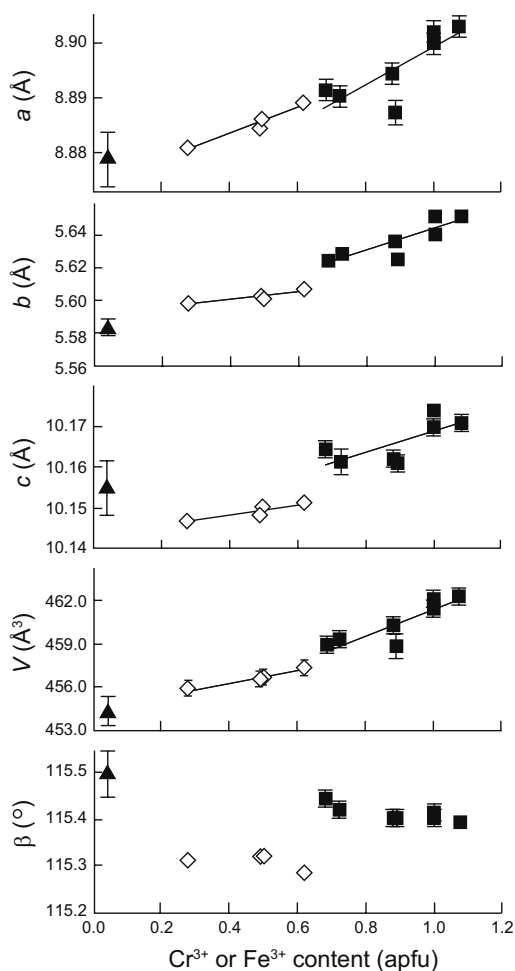 8.90
8.89
8.88
a (Å)
5.64
5.62
5.60
5.58
5.56
b (Å)
10.17
10.16
10.15
10.14
c (Å)
462.0
459.0
456.0
453.0
V (Å³)
115.5
115.4
115.3
115.2
β (°)
0.0 0.2 0.4 0.6 0.8 1.0 1.2
Cr³⁺ or Fe³⁺ content (apfu)